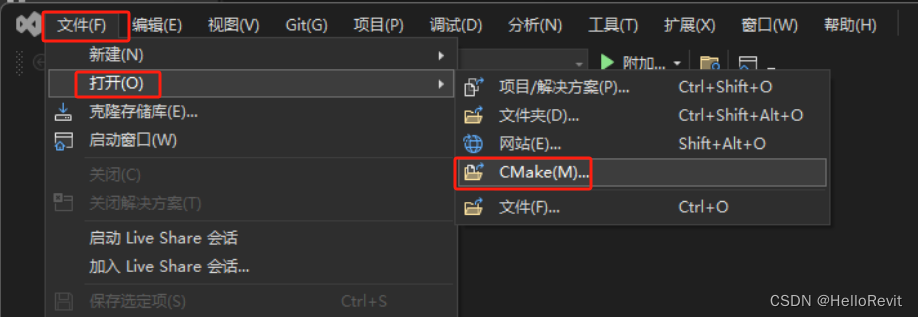 文件(F) 编辑(E) 视图(V) Git(G) 项目(P) 调试(D) 分析(N) 工具(T) 扩展(X) 窗口(W) 帮助(H)
附加...
新建(N)
打开(O)
克隆存储库(E)...
启动窗口(W)
关闭(C)
关闭解决方案(T)
启动 Live Share 会话
加入 Live Share 会话...
保存选定项(S) Ctrl+S
项目/解决方案(P)... Ctrl+Shift+O
文件夹(D)... Ctrl+Shift+Alt+O
网站(E)... Shift+Alt+O
CMake(M)...
文件(F)... Ctrl+O
CSDN @HelloRevit